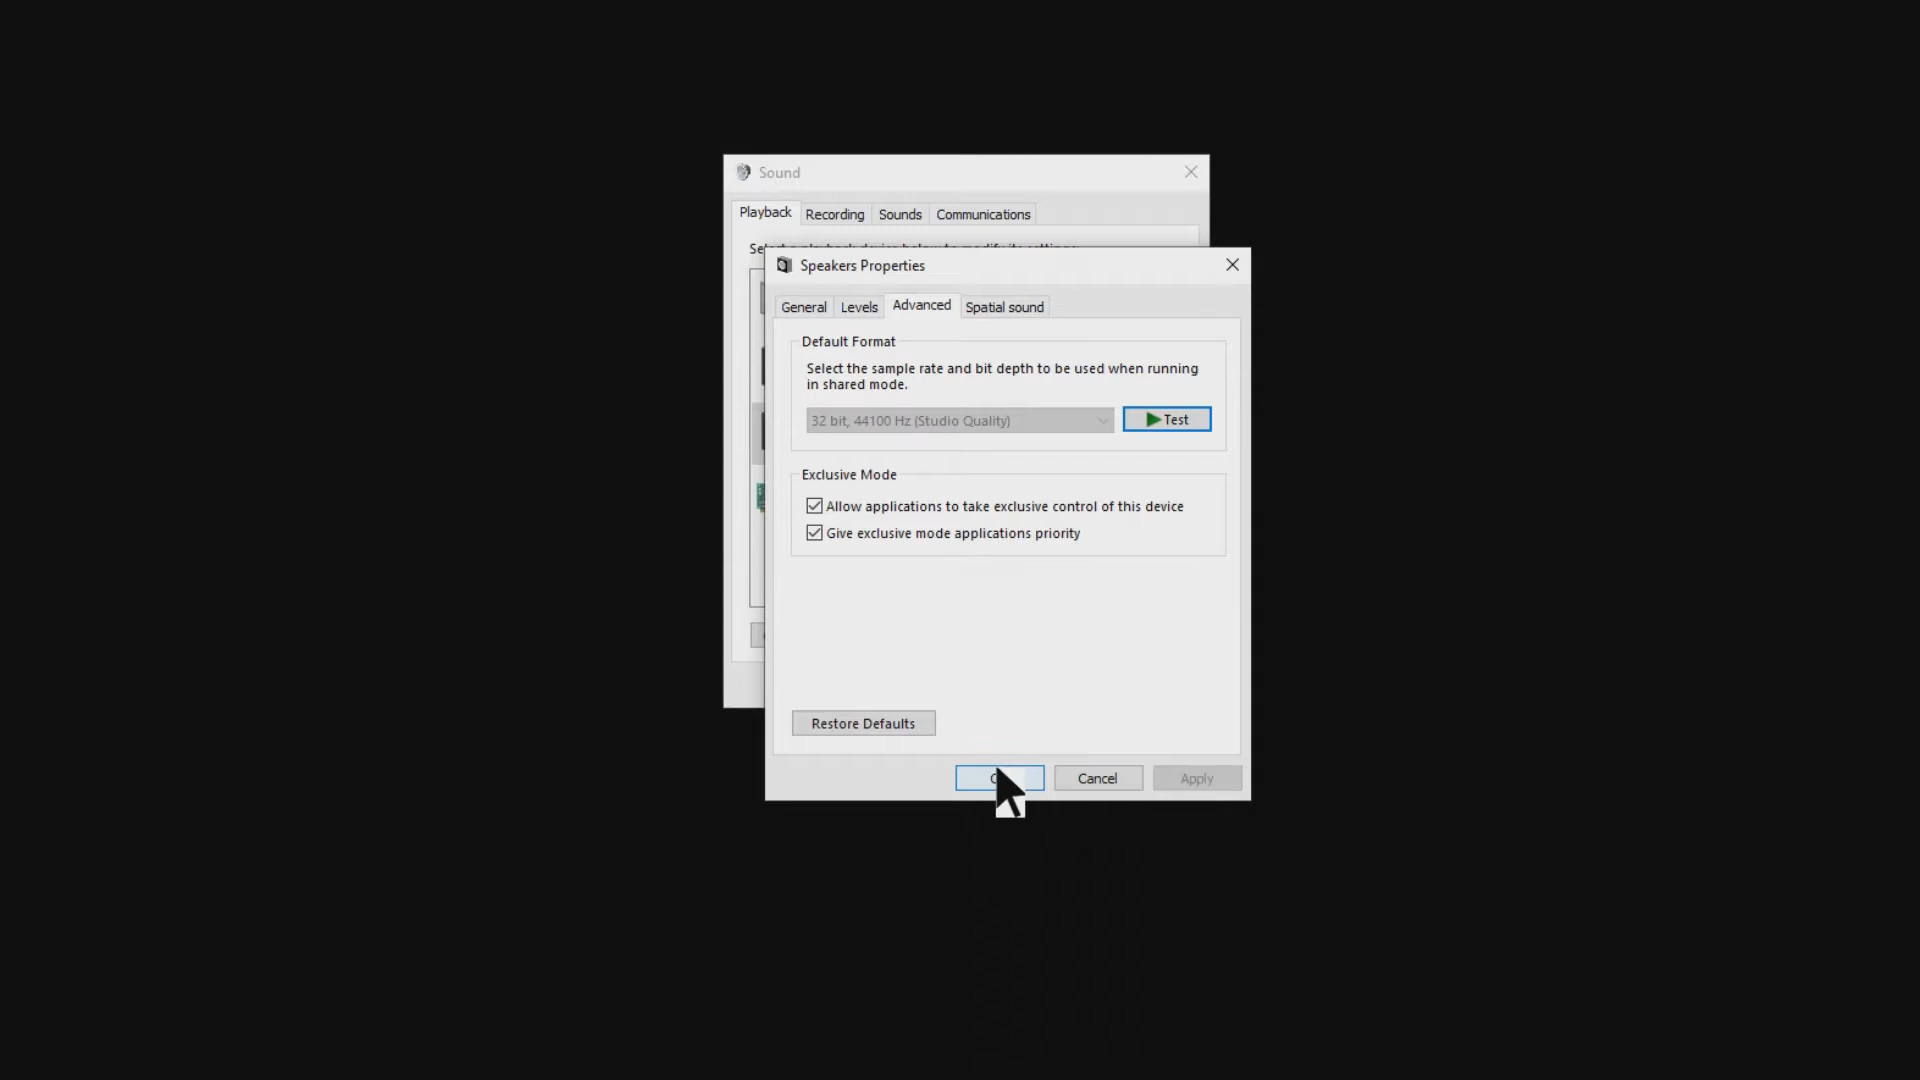 Sound
Playback
Recording
Sounds
Communications
Speakers Properties
General
Levels
Advanced
Spatial sound
Default Format
Select the sample rate and bit depth to be used when running
in shared mode.
32 bit, 44100 Hz (Studio Quality)
Test
Exclusive Mode
Allow applications to take exclusive control of this device
Give exclusive mode applications priority
Restore Defaults
Cancel
Apply